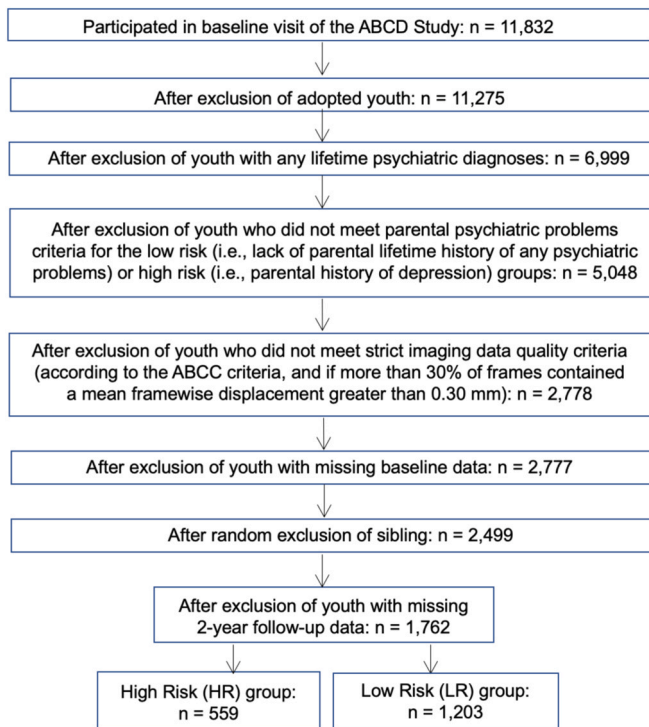 Participated in baseline visit of the ABCD Study: n = 11,832
After exclusion of adopted youth: n = 11,275
After exclusion of youth with any lifetime psychiatric diagnoses: n = 6,999
After exclusion of youth who did not meet parental psychiatric problems
criteria for the low risk (i.e., lack of parental lifetime history of any psychiatric
problems) or high risk (i.e., parental history of depression) groups: n = 5,048
After exclusion of youth who did not meet strict imaging data quality criteria
(according to the ABCC criteria, and if more than 30% of frames contained
a mean framewise displacement greater than 0.30 mm): n = 2,778
After exclusion of youth with missing baseline data: n = 2,777
After random exclusion of sibling: n = 2,499
After exclusion of youth with missing
2-year follow-up data: n = 1,762
High Risk (HR) group:
n = 559
Low Risk (LR) group:
n = 1,203